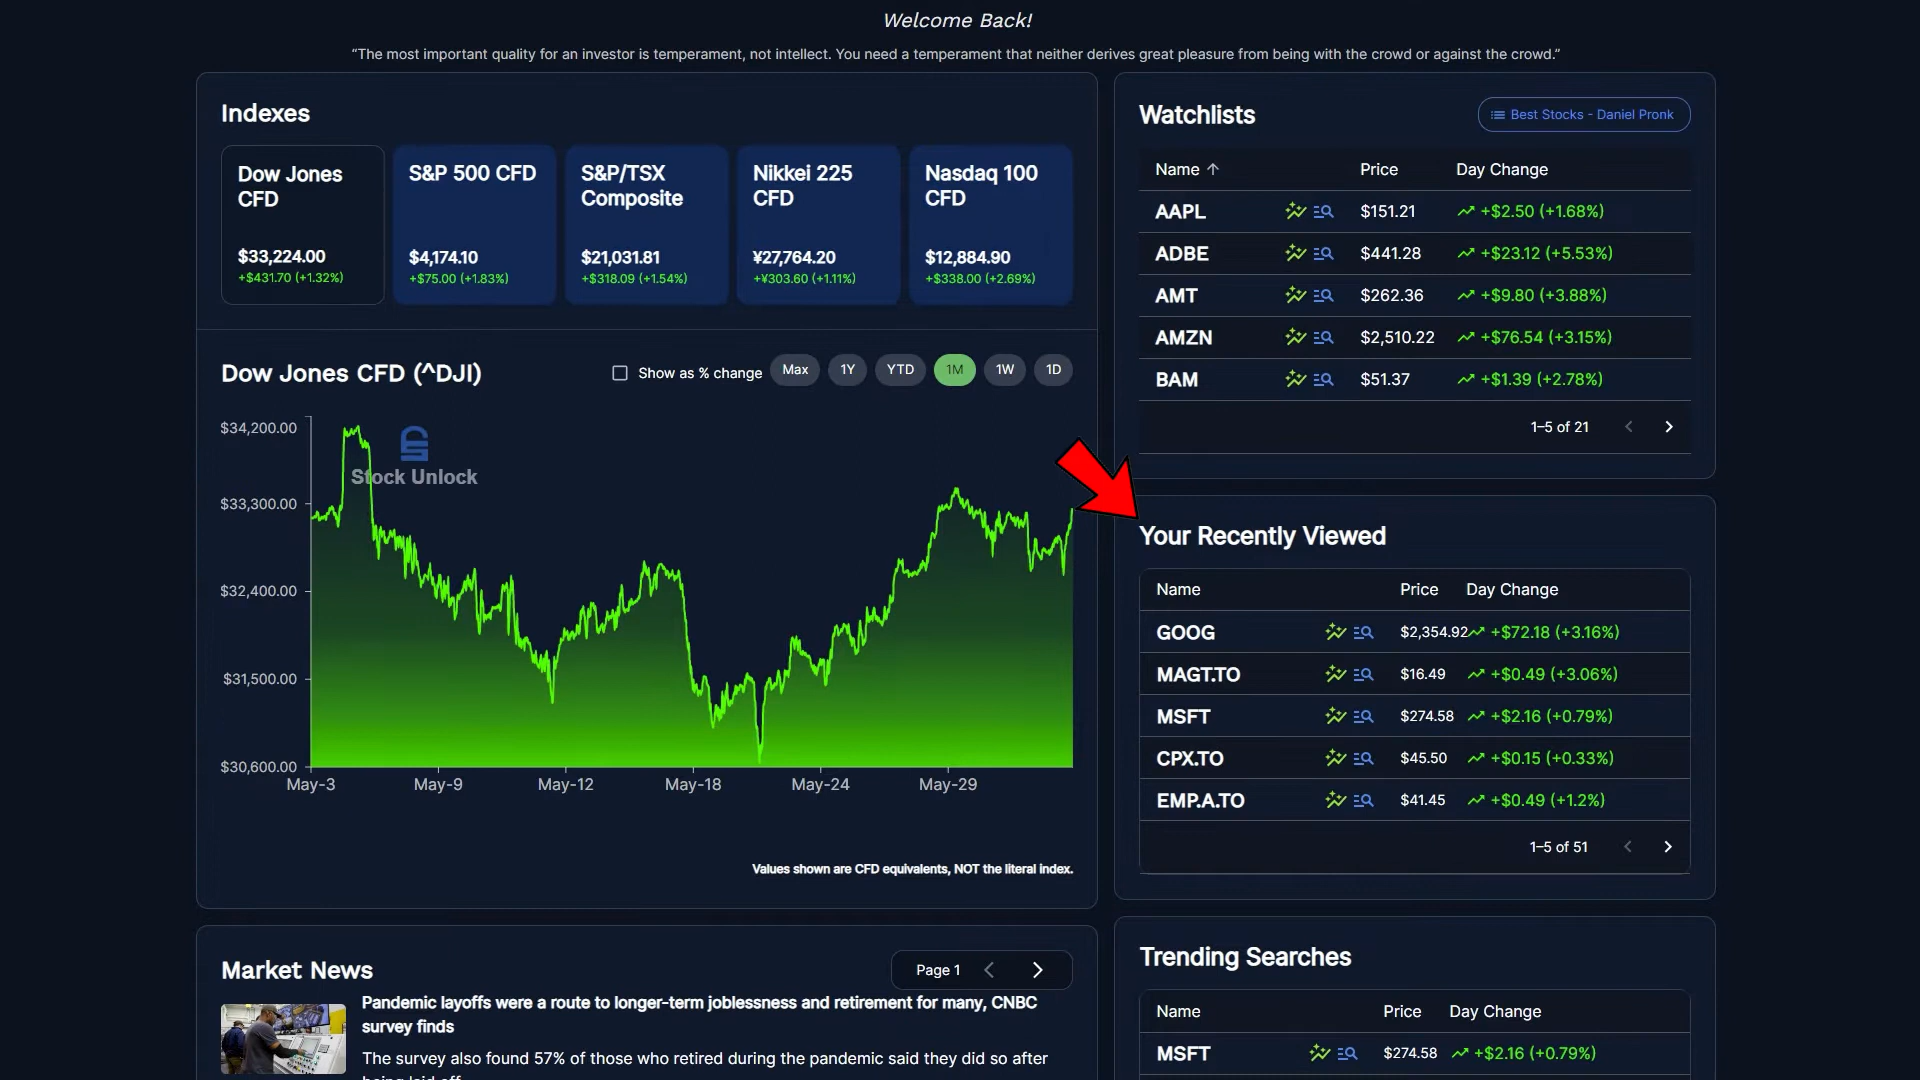 Welcome Back!
“The most important quality for an investor is temperament, not intellect. You need a temperament that neither derives great pleasure from being with the crowd or against the crowd.”
Indexes
Dow Jones
CFD
$33,224.00
+$431.70 (+1.32%)
S&P 500 CFD
$4,174.10
+$75.00 (+1.83%)
S&P/TSX
Composite
$21,031.81
+$318.09 (+1.54%)
Nikkei 225
CFD
¥27,764.20
+¥303.60 (+1.11%)
Nasdaq 100
CFD
$12,884.90
+$338.00 (+2.69%)
Dow Jones CFD (^DJI)
Show as % change
Max
1Y
YTD
1M
1W
1D
$34,200.00
$33,300.00
$32,400.00
$31,500.00
$30,600.00
Stock Unlock
May-3
May-9
May-12
May-18
May-24
May-29
Values shown are CFD equivalents, NOT the literal index.
Market News
Page 1
Pandemic layoffs were a route to longer-term joblessness and retirement for many, CNBC
survey finds
The survey also found 57% of those who retired during the pandemic said they did so after
being laid off
Watchlists
Best Stocks - Daniel Pronk
Name Price Day Change
AAPL $151.21 +$2.50 (+1.68%)
ADBE $441.28 +$23.12 (+5.53%)
AMT $262.36 +$9.80 (+3.88%)
AMZN $2,510.22 +$76.54 (+3.15%)
BAM $51.37 +$1.39 (+2.78%)
1–5 of 21
Your Recently Viewed
Name Price Day Change
GOOG $2,354.92 +$72.18 (+3.16%)
MAGT.TO $16.49 +$0.49 (+3.06%)
MSFT $274.58 +$2.16 (+0.79%)
CPX.TO $45.50 +$0.15 (+0.33%)
EMP.A.TO $41.45 +$0.49 (+1.2%)
1–5 of 51
Trending Searches
Name Price Day Change
MSFT $274.58 +$2.16 (+0.79%)